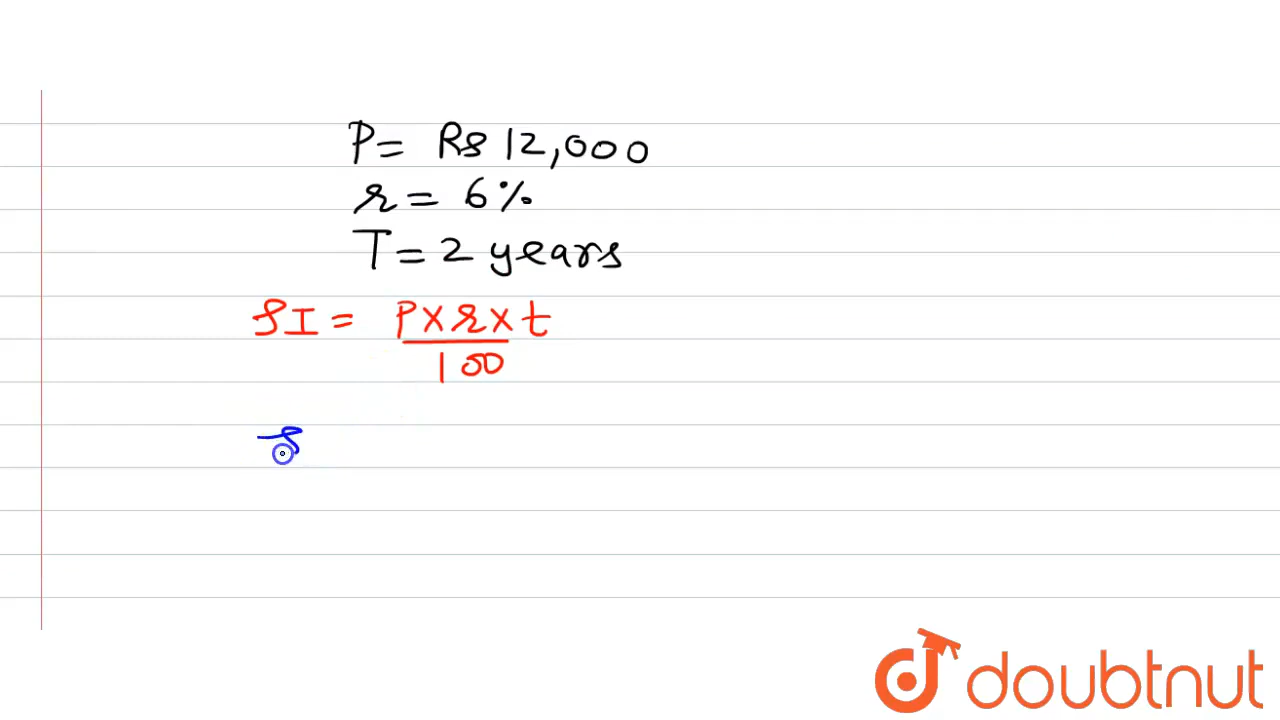 P= Rs 12,000
r = 6%
T = 2 years
SI = P×r×t
100
S
doubtnut